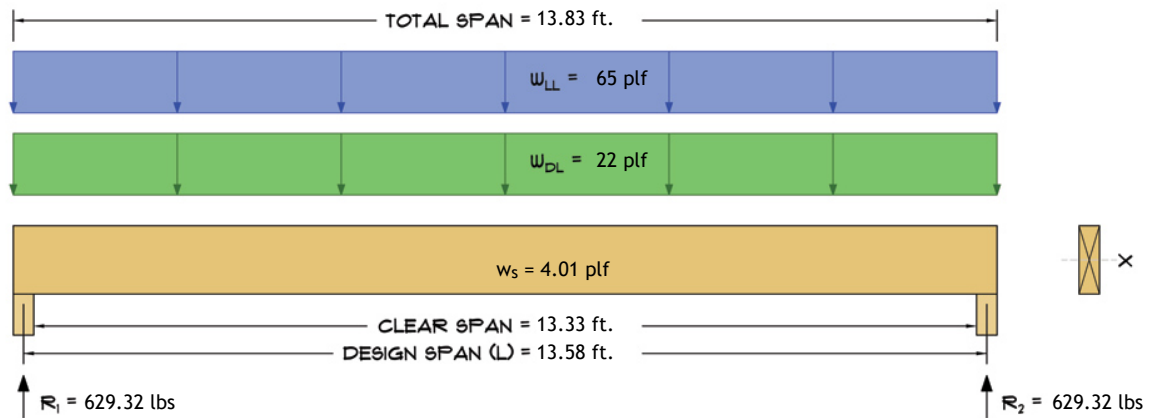 TOTAL SPAN = 13.83 ft.
WLL = 65 plf
WDL = 22 plf
ws = 4.01 plf
X
CLEAR SPAN = 13.33 ft.
DESIGN SPAN (L) = 13.58 ft.
R1 = 629.32 lbs
R2 = 629.32 lbs